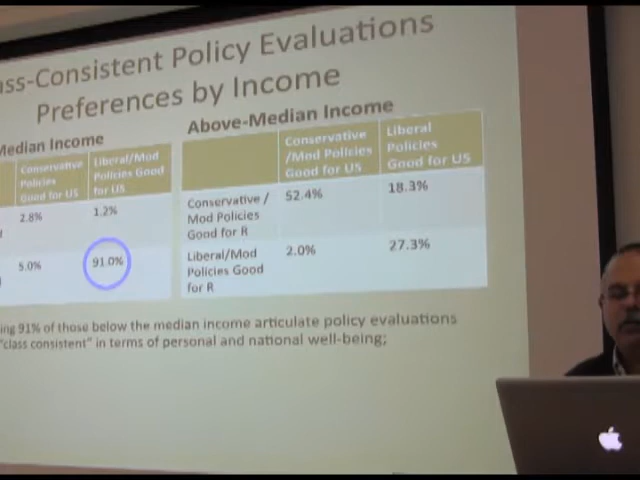 ass-Consistent Policy Evaluations
Preferences by Income
Median Income
Above-Median Income
Conservative Policies Good for US
Liberal/Mod Policies Good for US
2.8%
1.2%
5.0%
91.0%
Conservative /Mod Policies Good for US
Liberal Policies Good for US
Conservative / Mod Policies Good for R
52.4%
18.3%
Liberal/Mod Policies Good for R
2.0%
27.3%
ing 91% of those below the median income articulate policy evaluations
"class consistent" in terms of personal and national well-being;